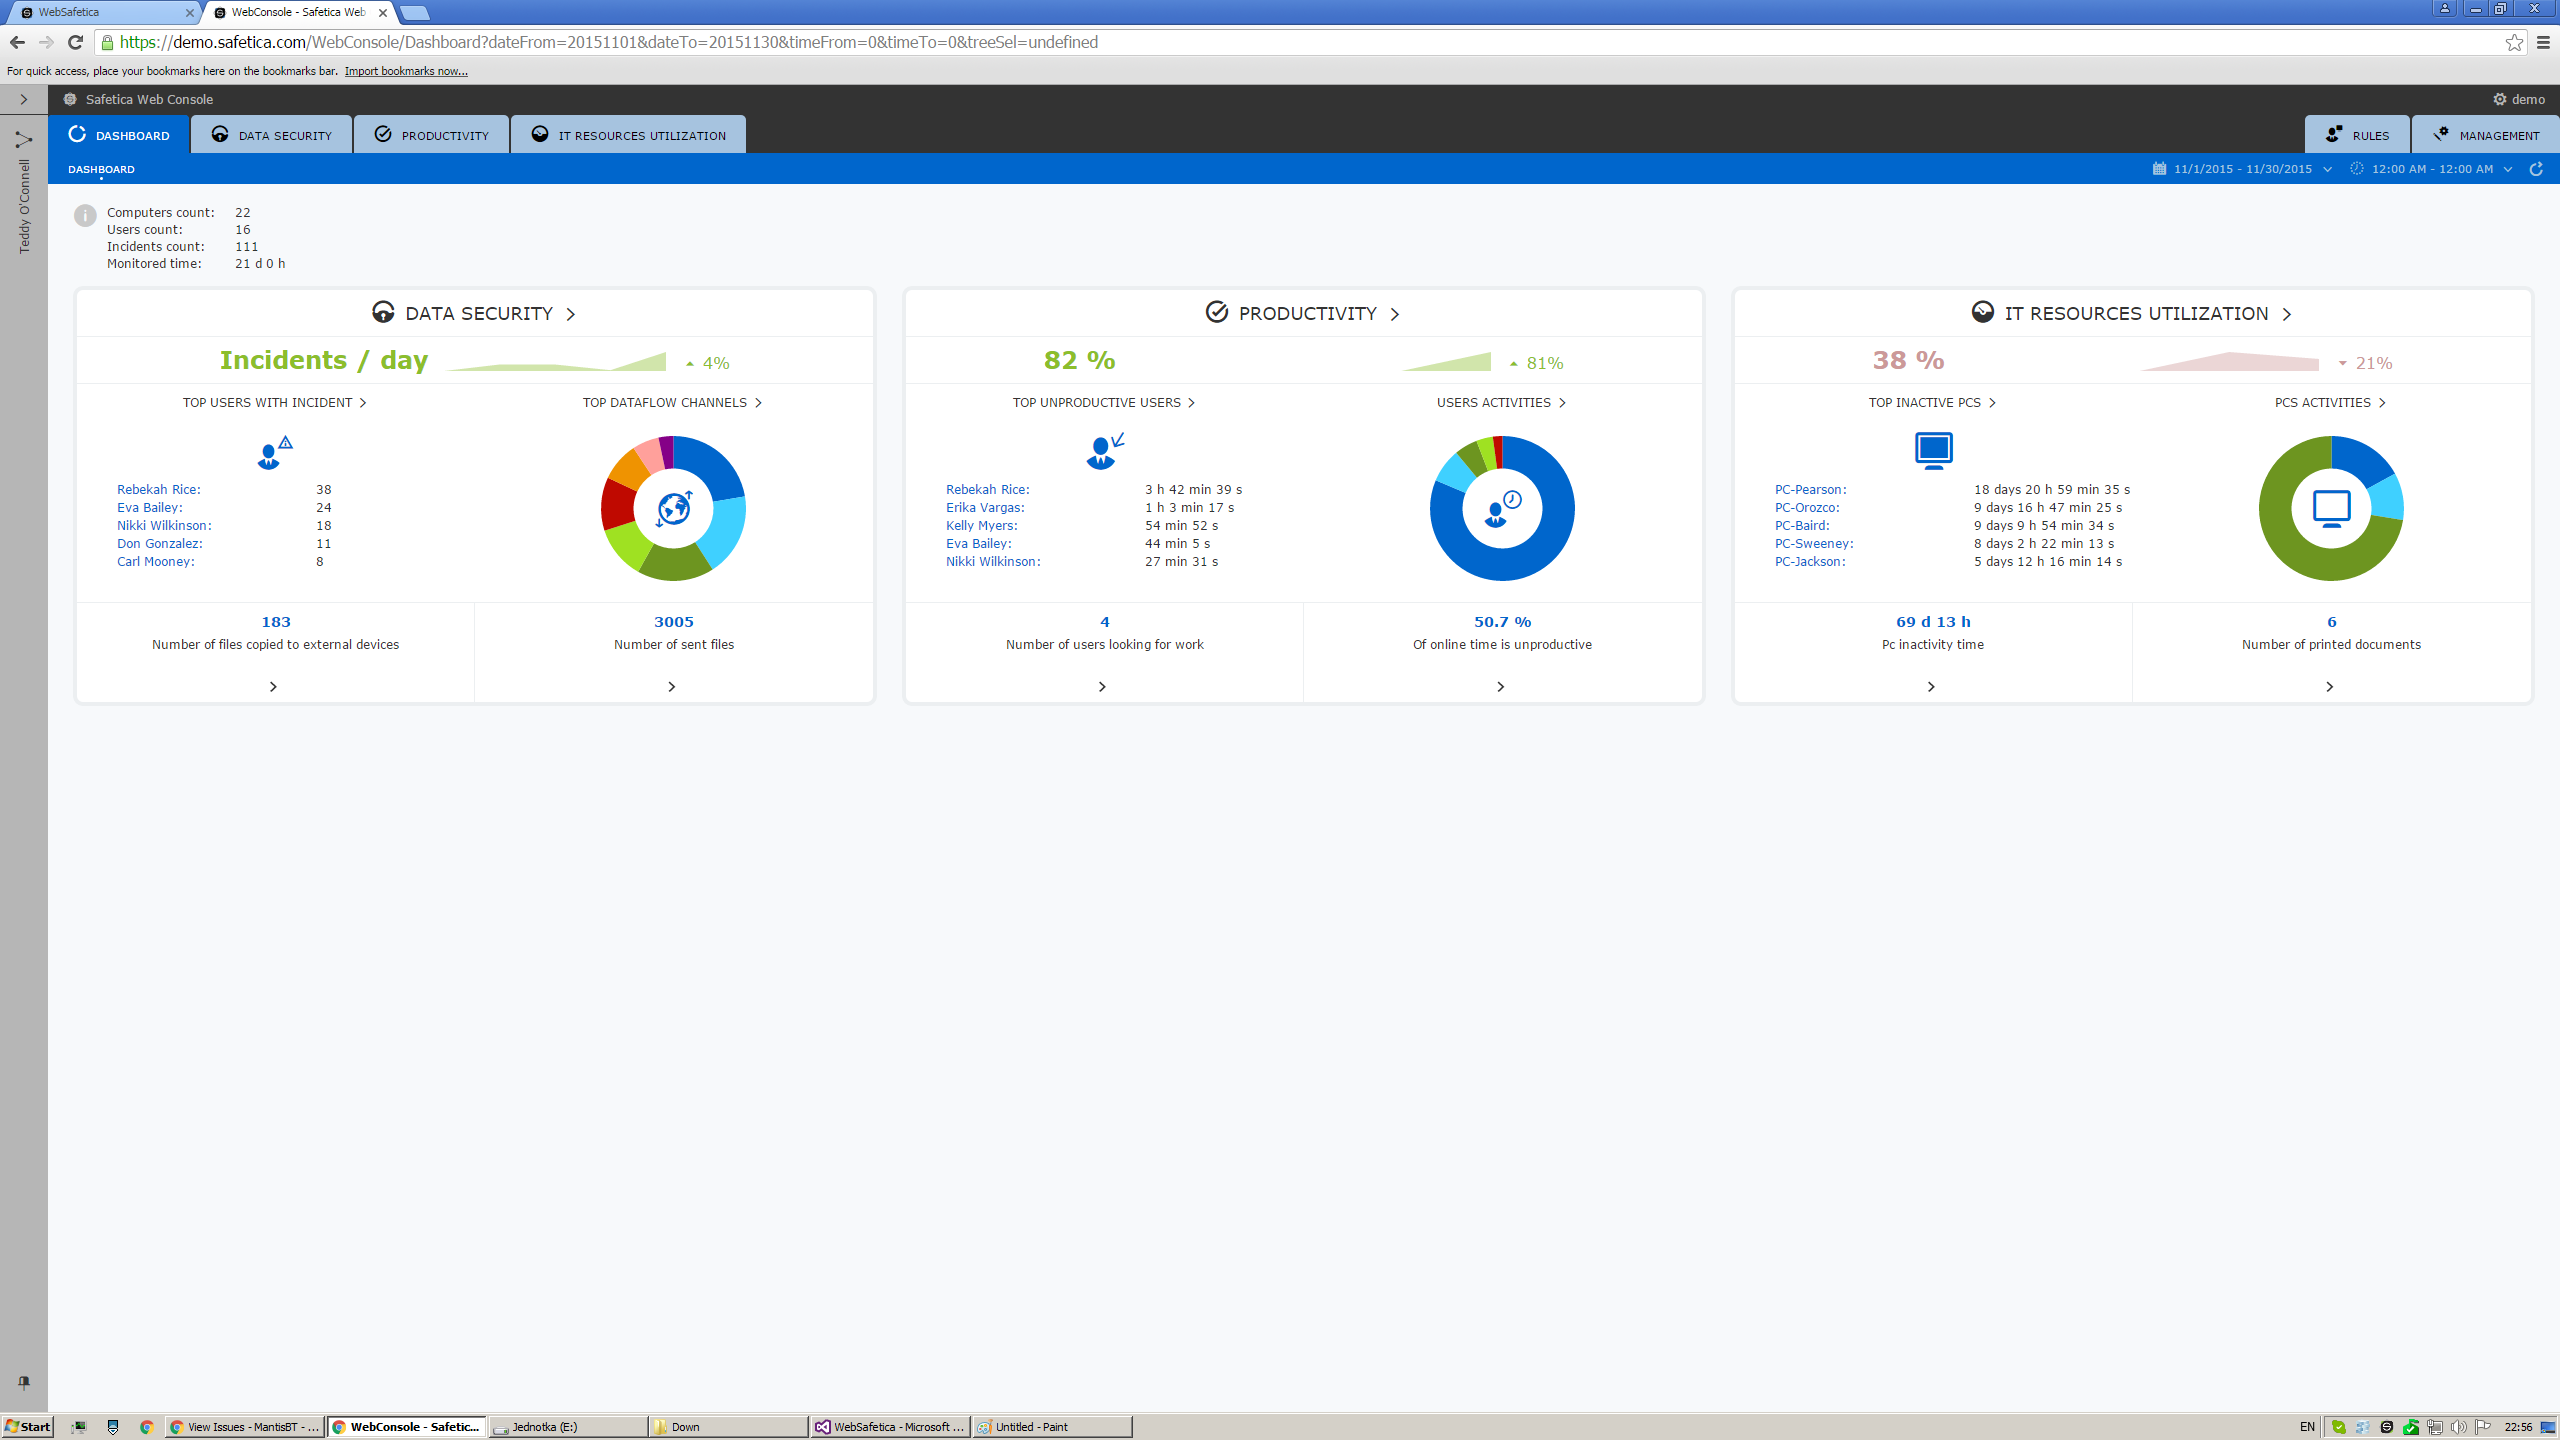 WebSafetica
WebConsole - Safetica Web
https://demo.safetica.com/WebConsole/Dashboard?dateFrom=20151101&dateTo=20151130&timeFrom=0&timeTo=0&treeSel=undefined
For quick access, place your bookmarks here on the bookmarks bar. Import bookmarks now...
Safetica Web Console
demo
DASHBOARD
DATA SECURITY
PRODUCTIVITY
IT RESOURCES UTILIZATION
RULES
MANAGEMENT
DASHBOARD
11/1/2015 - 11/30/2015
12:00 AM - 12:00 AM
Teddy O'Connell
Computers count: 22
Users count: 16
Incidents count: 111
Monitored time: 21 d 0 h
DATA SECURITY
Incidents / day
4%
TOP USERS WITH INCIDENT
Rebekah Rice: 38
Eva Bailey: 24
Nikki Wilkinson: 18
Don Gonzalez: 11
Carl Mooney: 8
TOP DATAFLOW CHANNELS
183
Number of files copied to external devices
3005
Number of sent files
PRODUCTIVITY
82 %
81%
TOP UNPRODUCTIVE USERS
Rebekah Rice: 3 h 42 min 39 s
Erika Vargas: 1 h 3 min 17 s
Kelly Myers: 54 min 52 s
Eva Bailey: 44 min 5 s
Nikki Wilkinson: 27 min 31 s
USERS ACTIVITIES
4
Number of users looking for work
50.7 %
Of online time is unproductive
IT RESOURCES UTILIZATION
38 %
21%
TOP INACTIVE PCS
PC-Pearson: 18 days 20 h 59 min 35 s
PC-Orozco: 9 days 16 h 47 min 25 s
PC-Baird: 9 days 9 h 54 min 34 s
PC-Sweeney: 8 days 2 h 22 min 13 s
PC-Jackson: 5 days 12 h 16 min 14 s
PCS ACTIVITIES
69 d 13 h
Pc inactivity time
6
Number of printed documents
Start
View Issues - MantisBT - ...
WebConsole - Safetic...
Jednotka (E:)
Down
WebSafetica - Microsoft ...
Untitled - Paint
EN
22:56